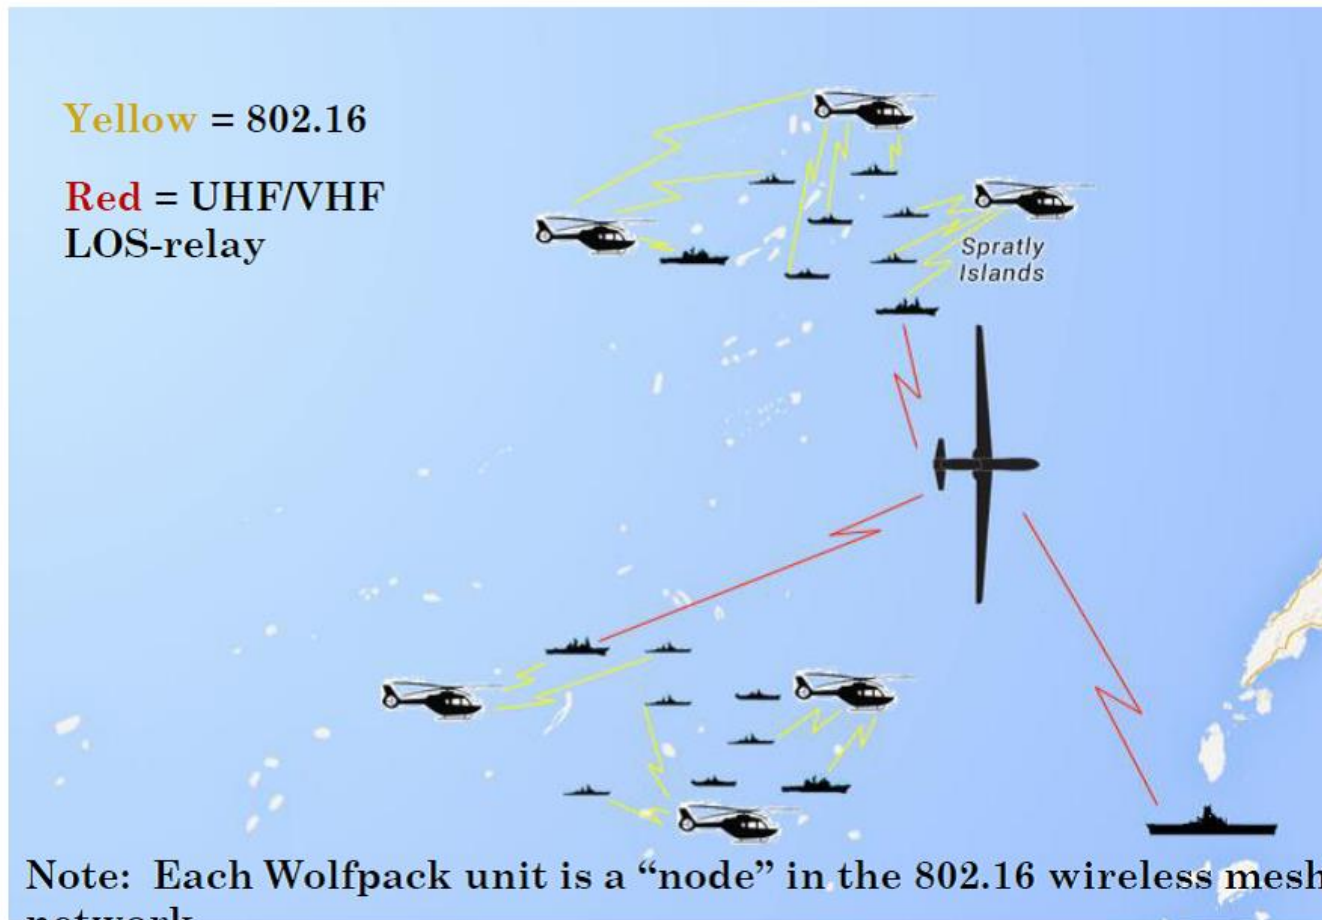 Yellow = 802.16
Red = UHF/VHF
LOS-relay
Spratly
Islands
Note: Each Wolfpack unit is a “node” in the 802.16 wireless mesh
network